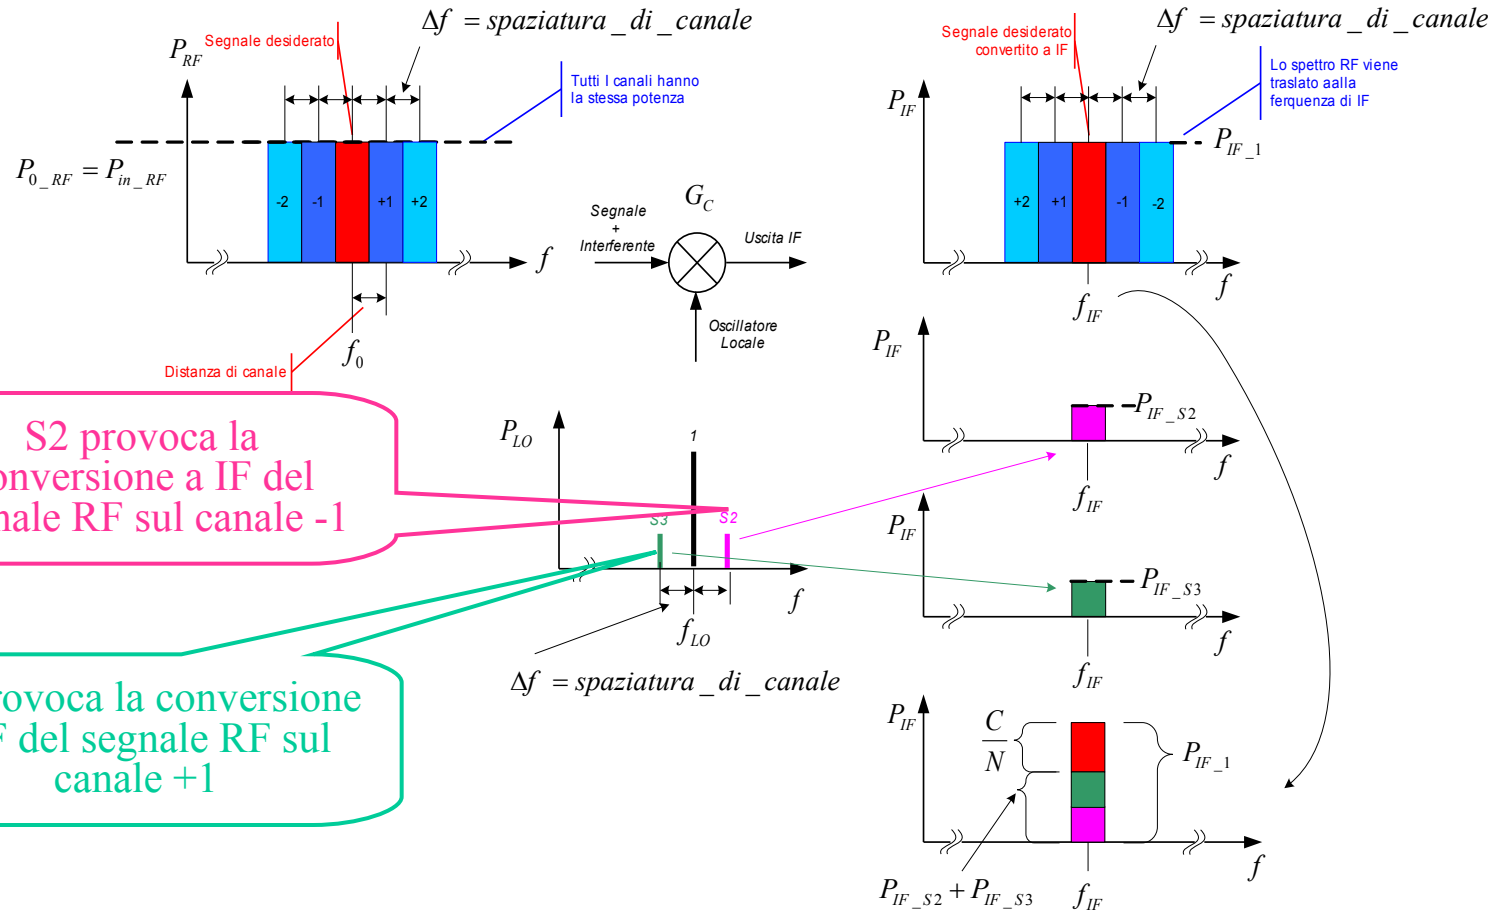 Δf = spaziatura_di_canale
P_RF
Segnale desiderato
Tutti I canali hanno
la stessa potenza
P_0_RF = P_in_RF
-2 -1 +1 +2
f
f_0
Distanza di canale
G_C
Segnale
+
Interferente
Uscita IF
Oscillatore
Locale
Δf = spaziatura_di_canale
Segnale desiderato
convertito a IF
Lo spettro RF viene
traslato aalla
ferquenza di IF
P_IF
P_IF_1
+2 +1 -1 -2
f
f_IF
P_IF
P_IF_S2
f
f_IF
P_IF
P_IF_S3
f
f_IF
P_IF
C/N
P_IF_1
f
P_IF_S2 + P_IF_S3
f_IF
P_LO
1
S3
S2
f
f_LO
Δf = spaziatura_di_canale
S2 provoca la
onversione a IF del
nale RF sul canale -1
rovoca la conversione
F del segnale RF sul
canale +1